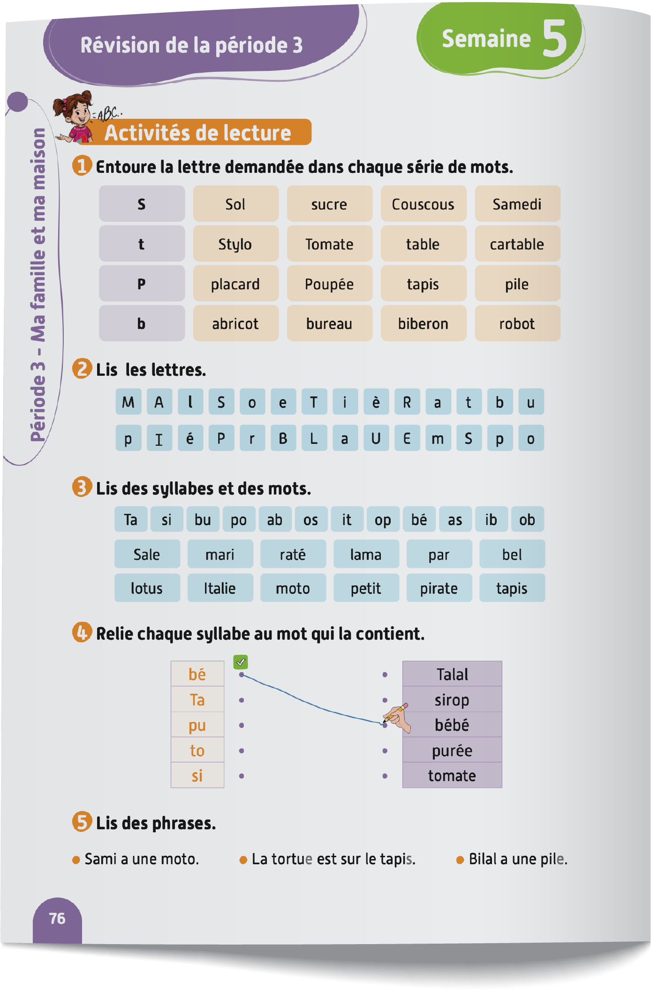 Révision de la période 3
Semaine 5
Période 3 - Ma famille et ma maison
=A.B.C..
Activités de lecture
1 Entoure la lettre demandée dans chaque série de mots.
S Sol sucre Couscous Samedi
t Stylo Tomate table cartable
P placard Poupée tapis pile
b abricot bureau biberon robot
2 Lis les lettres.
M A l S o e T i è R a t b u
p I é P r B L a U E m S p o
3 Lis des syllabes et des mots.
Ta si bu po ab os it op bé as ib ob
Sale mari raté lama par bel
lotus Italie moto petit pirate tapis
4 Relie chaque syllabe au mot qui la contient.
bé Talal
Ta sirop
pu bébé
to purée
si tomate
5 Lis des phrases.
• Sami a une moto. • La tortue est sur le tapis. • Bilal a une pile.
76